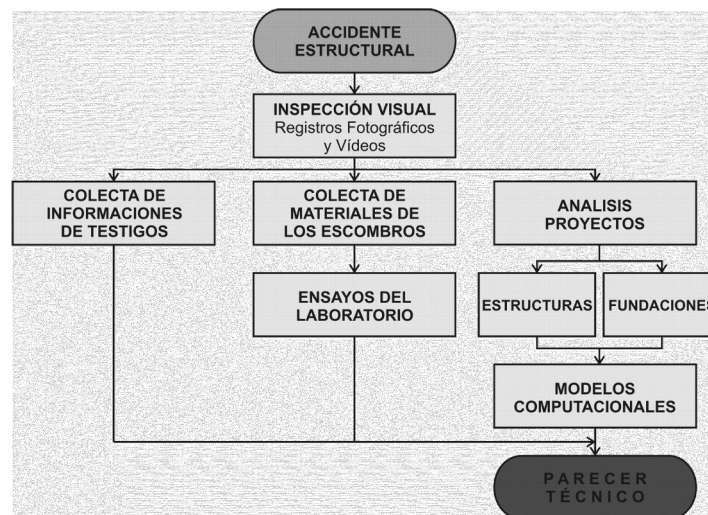 ACCIDENTE
ESTRUCTURAL
INSPECCIÓN VISUAL
Registros Fotográficos
y Vídeos
COLECTA DE
INFORMACIONES
DE TESTIGOS
COLECTA DE
MATERIALES DE
LOS ESCOMBROS
ANALISIS
PROYECTOS
ENSAYOS DEL
LABORATORIO
ESTRUCTURAS
FUNDACIONES
MODELOS
COMPUTACIONALES
PARECER
TÉCNICO